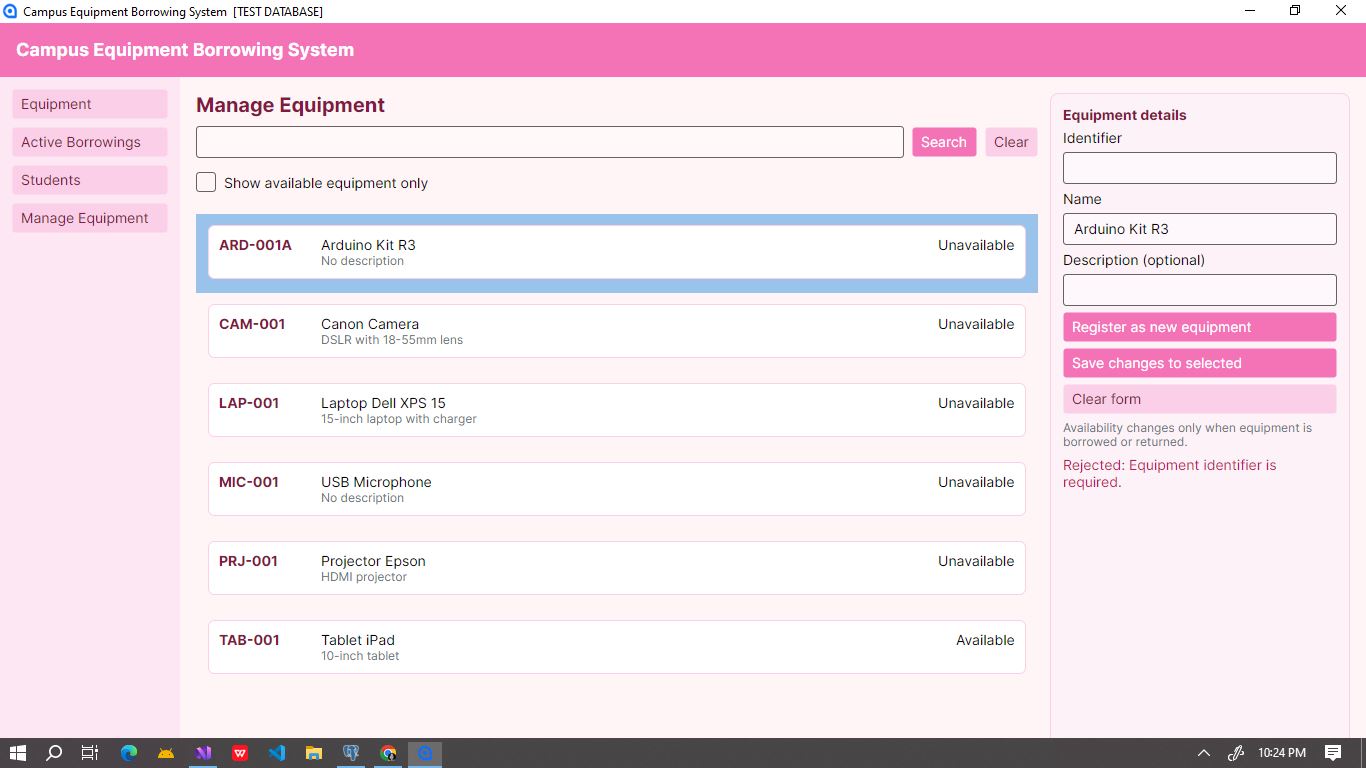 Campus Equipment Borrowing System [TEST DATABASE]
Campus Equipment Borrowing System
Equipment
Active Borrowings
Students
Manage Equipment
Manage Equipment
Search
Clear
Show available equipment only
ARD-001A Arduino Kit R3 Unavailable
No description
CAM-001 Canon Camera Unavailable
DSLR with 18-55mm lens
LAP-001 Laptop Dell XPS 15 Unavailable
15-inch laptop with charger
MIC-001 USB Microphone Unavailable
No description
PRJ-001 Projector Epson Unavailable
HDMI projector
TAB-001 Tablet iPad Available
10-inch tablet
Equipment details
Identifier
Name
Arduino Kit R3
Description (optional)
Register as new equipment
Save changes to selected
Clear form
Availability changes only when equipment is
borrowed or returned.
Rejected: Equipment identifier is
required.
10:24 PM